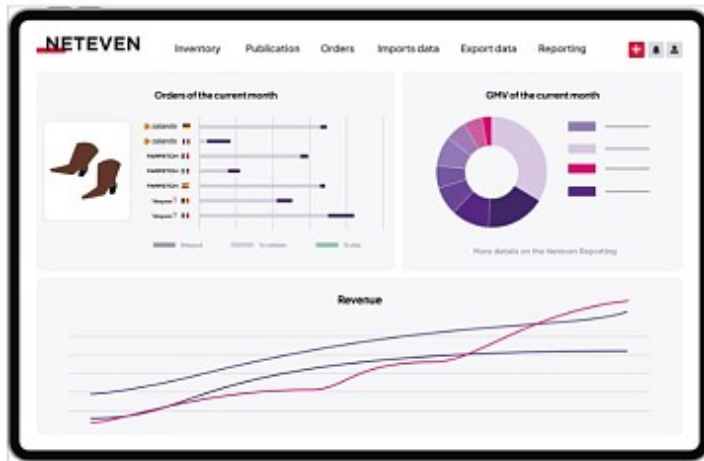 NETEVEN
Inventory Publication Orders Imports data Export data Reporting
Orders of the current month
GMV of the current month
zalando
zalando
FARFETCH
FARFETCH
FARFETCH
Shipped To validate To ship
More details on the Neteven Reporting
Revenue